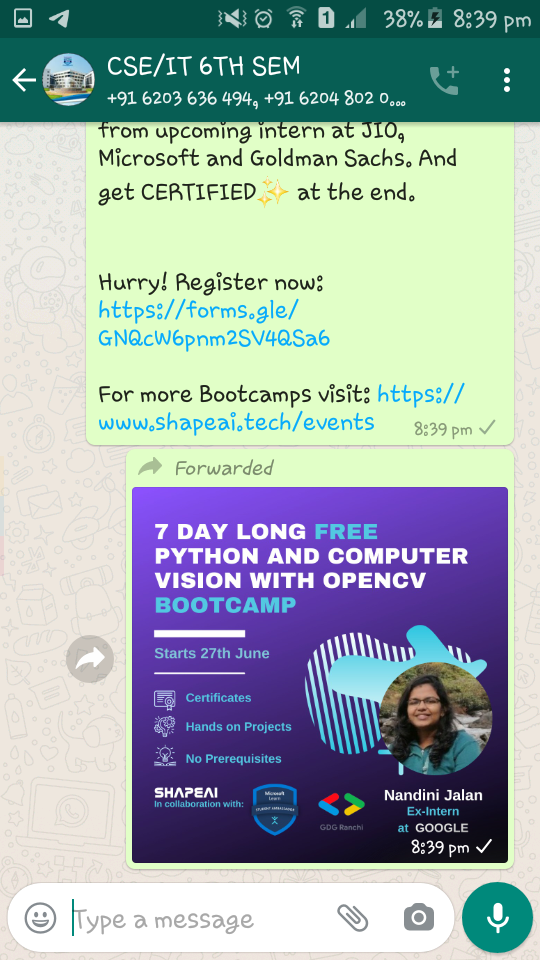 38% 8:39 pm
CSE/IT 6TH SEM
+91 6203 636 494, +91 6204 802 0...
from upcoming intern at JIO,
Microsoft and Goldman Sachs. And
get CERTIFIED✨ at the end.
Hurry! Register now:
https://forms.gle/
GNQcW6pnm2SV4QSa6
For more Bootcamps visit: https://
www.shapeai.tech/events
8:39 pm
Forwarded
7 DAY LONG FREE
PYTHON AND COMPUTER
VISION WITH OPENCV
BOOTCAMP
Starts 27th June
Certificates
Hands on Projects
No Prerequisites
SHAPEAI
In collaboration with:
Microsoft
Learn
STUDENT AMBASSADOR
GDG Ranchi
Nandini Jalan
Ex-Intern
at GOOGLE
8:39 pm
Type a message